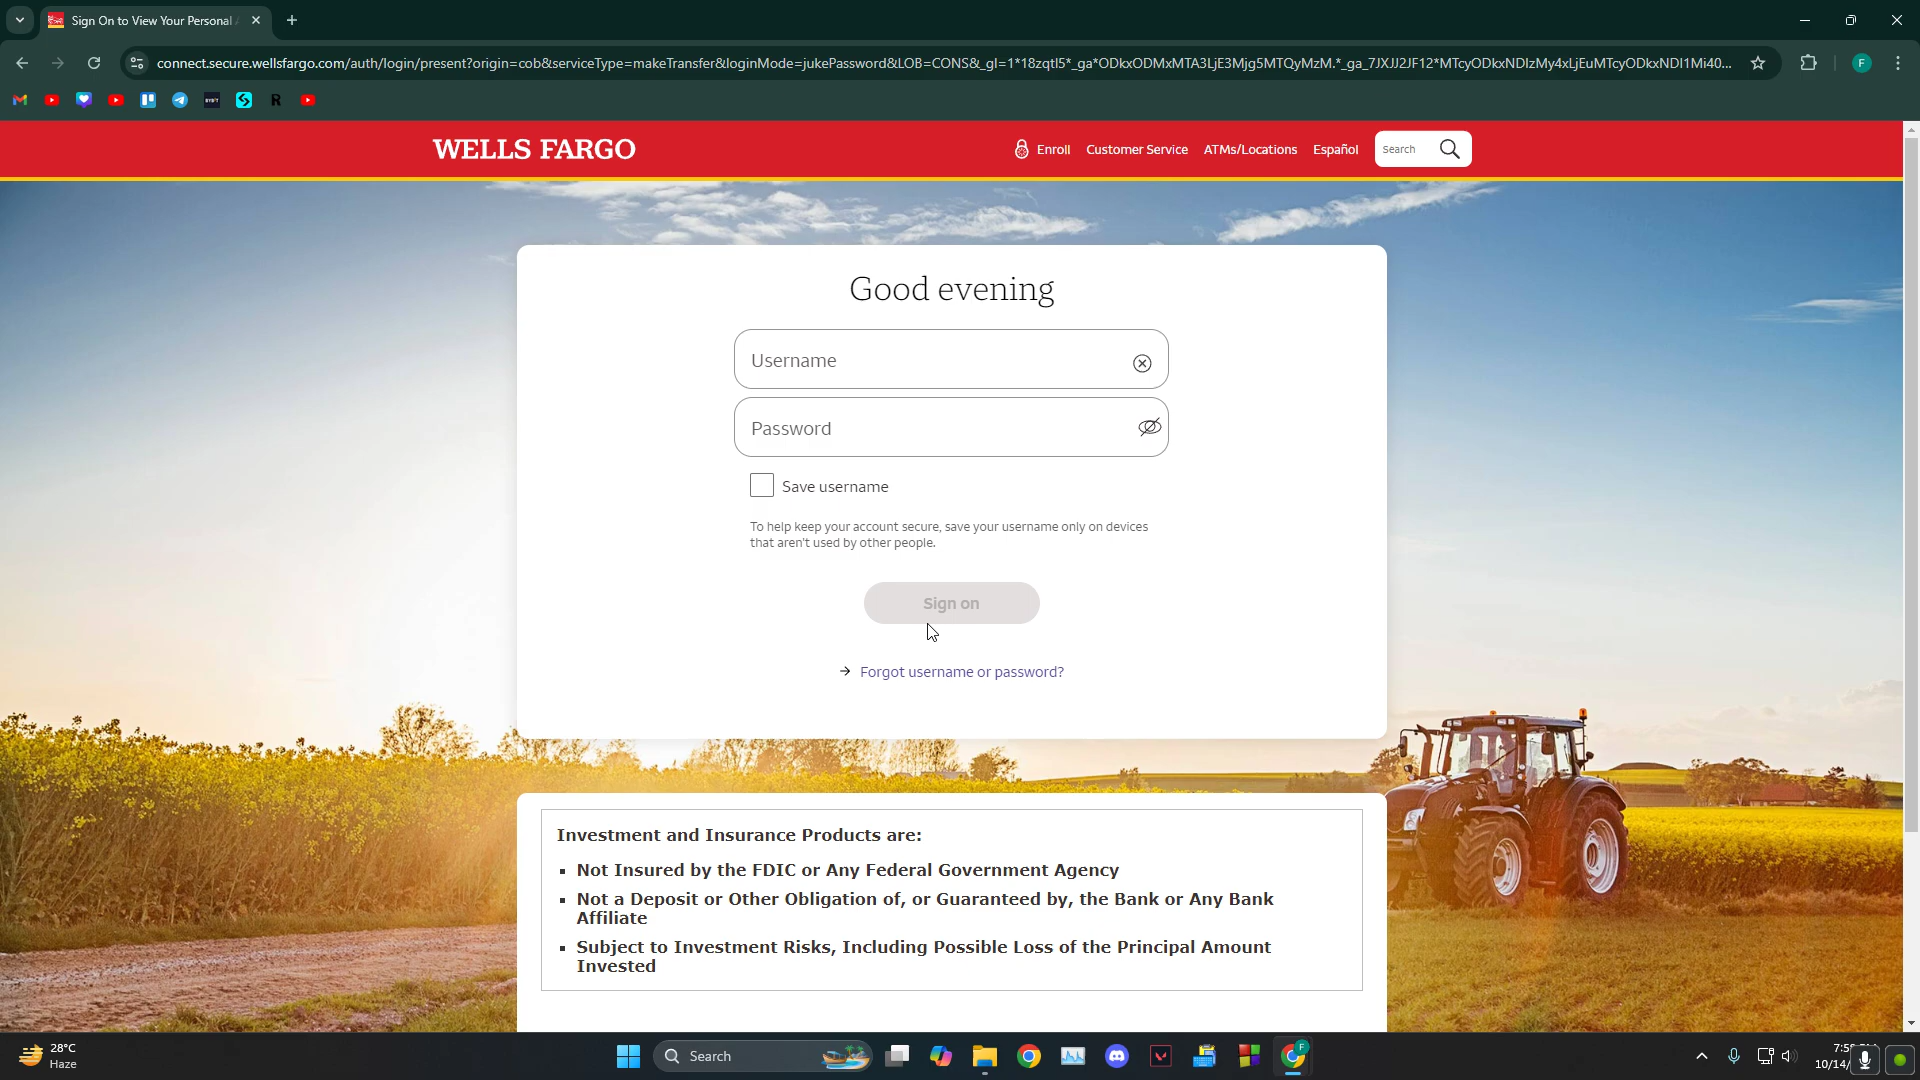 Sign On to View Your Personal
connect.secure.wellsfargo.com/auth/login/present?origin=cob&serviceType=makeTransfer&loginMode=jukePassword&LOB=CONS&_gl=1*18zqtl5*_ga*ODkxODMxMTA3LjE3Mjg5MTQyMzM.*_ga_7JXJJ2JF12*MTcyODkxNDIzMy4xLjEuMTcyODkxNDI1Mi40...
F
WELLS FARGO
Enroll
Customer Service
ATMs/Locations
Español
Search
Good evening
Username
Password
Save username
To help keep your account secure, save your username only on devices
that aren't used by other people.
Sign on
Forgot username or password?
Investment and Insurance Products are:
Not Insured by the FDIC or Any Federal Government Agency
Not a Deposit or Other Obligation of, or Guaranteed by, the Bank or Any Bank
Affiliate
Subject to Investment Risks, Including Possible Loss of the Principal Amount
Invested
28°C
Haze
Search
F
10/14/